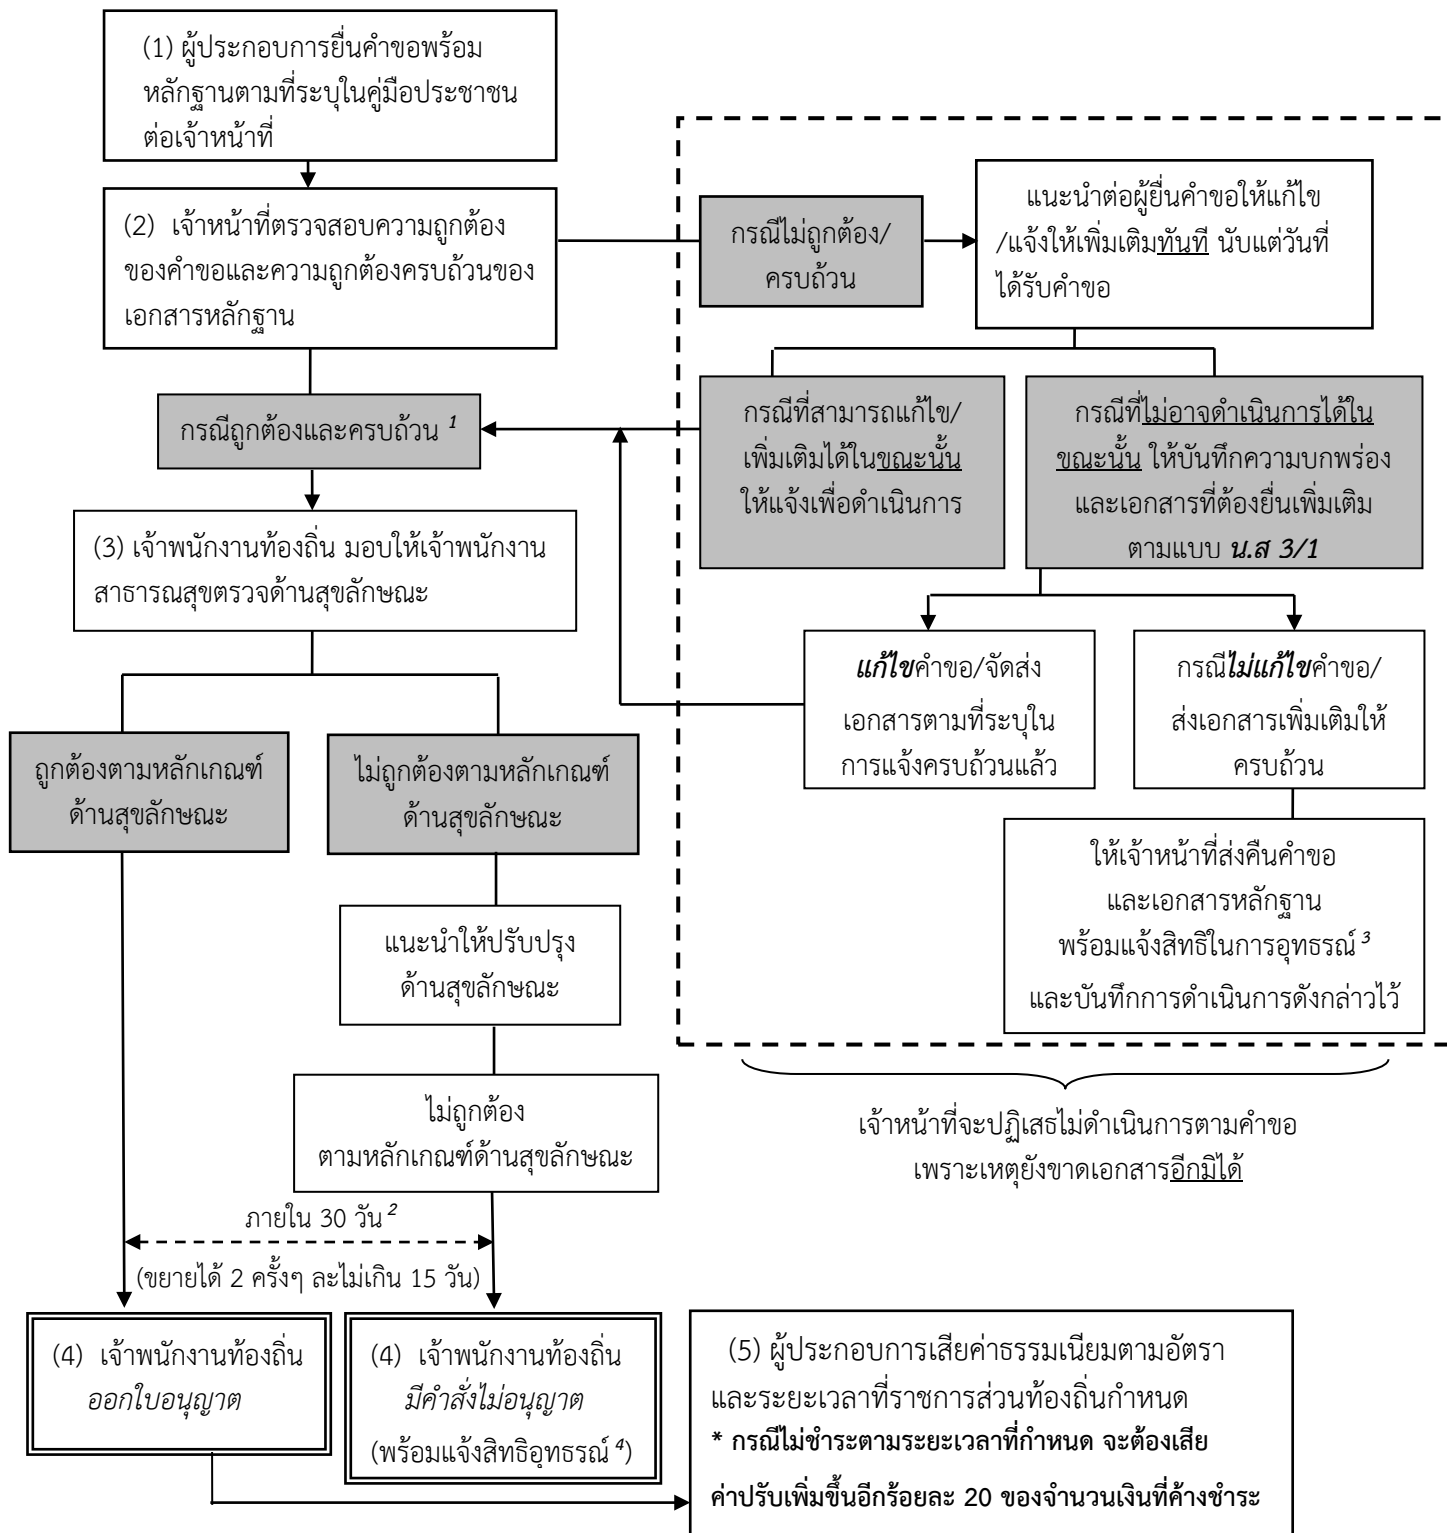 (1) ผู้ประกอบการยื่นคำขอพร้อม
หลักฐานตามที่ระบุในคู่มือประชาชน
ต่อเจ้าหน้าที่
(2) เจ้าหน้าที่ตรวจสอบความถูกต้อง
ของคำขอและความถูกต้องครบถ้วนของ
เอกสารหลักฐาน
กรณีไม่ถูกต้อง/
ครบถ้วน
แนะนำต่อผู้ยื่นคำขอให้แก้ไข
/แจ้งให้เพิ่มเติมทันที นับแต่วันที่
ได้รับคำขอ
กรณีถูกต้องและครบถ้วน 1
กรณีที่สามารถแก้ไข/
เพิ่มเติมได้ในขณะนั้น
ให้แจ้งเพื่อดำเนินการ
กรณีที่ไม่อาจดำเนินการได้ใน
ขณะนั้น ให้บันทึกความบกพร่อง
และเอกสารที่ต้องยื่นเพิ่มเติม
ตามแบบ น.ส 3/1
(3) เจ้าพนักงานท้องถิ่น มอบให้เจ้าพนักงาน
สาธารณสุขตรวจด้านสุขลักษณะ
แก้ไขคำขอ/จัดส่ง
เอกสารตามที่ระบุใน
การแจ้งครบถ้วนแล้ว
กรณีไม่แก้ไขคำขอ/
ส่งเอกสารเพิ่มเติมให้
ครบถ้วน
ถูกต้องตามหลักเกณฑ์
ด้านสุขลักษณะ
ไม่ถูกต้องตามหลักเกณฑ์
ด้านสุขลักษณะ
ให้เจ้าหน้าที่ส่งคืนคำขอ
และเอกสารหลักฐาน
พร้อมแจ้งสิทธิในการอุทธรณ์ 3
และบันทึกการดำเนินการดังกล่าวไว้
แนะนำให้ปรับปรุง
ด้านสุขลักษณะ
ไม่ถูกต้อง
ตามหลักเกณฑ์ด้านสุขลักษณะ
เจ้าหน้าที่จะปฏิเสธไม่ดำเนินการตามคำขอ
เพราะเหตุยังขาดเอกสารอีกมิได้
ภายใน 30 วัน 2
(ขยายได้ 2 ครั้งๆ ละไม่เกิน 15 วัน)
(4) เจ้าพนักงานท้องถิ่น
ออกใบอนุญาต
(4) เจ้าพนักงานท้องถิ่น
มีคำสั่งไม่อนุญาต
(พร้อมแจ้งสิทธิอุทธรณ์ 4)
(5) ผู้ประกอบการเสียค่าธรรมเนียมตามอัตรา
และระยะเวลาที่ราชการส่วนท้องถิ่นกำหนด
* กรณีไม่ชำระตามระยะเวลาที่กำหนด จะต้องเสีย
ค่าปรับเพิ่มขึ้นอีกร้อยละ 20 ของจำนวนเงินที่ค้างชำระ